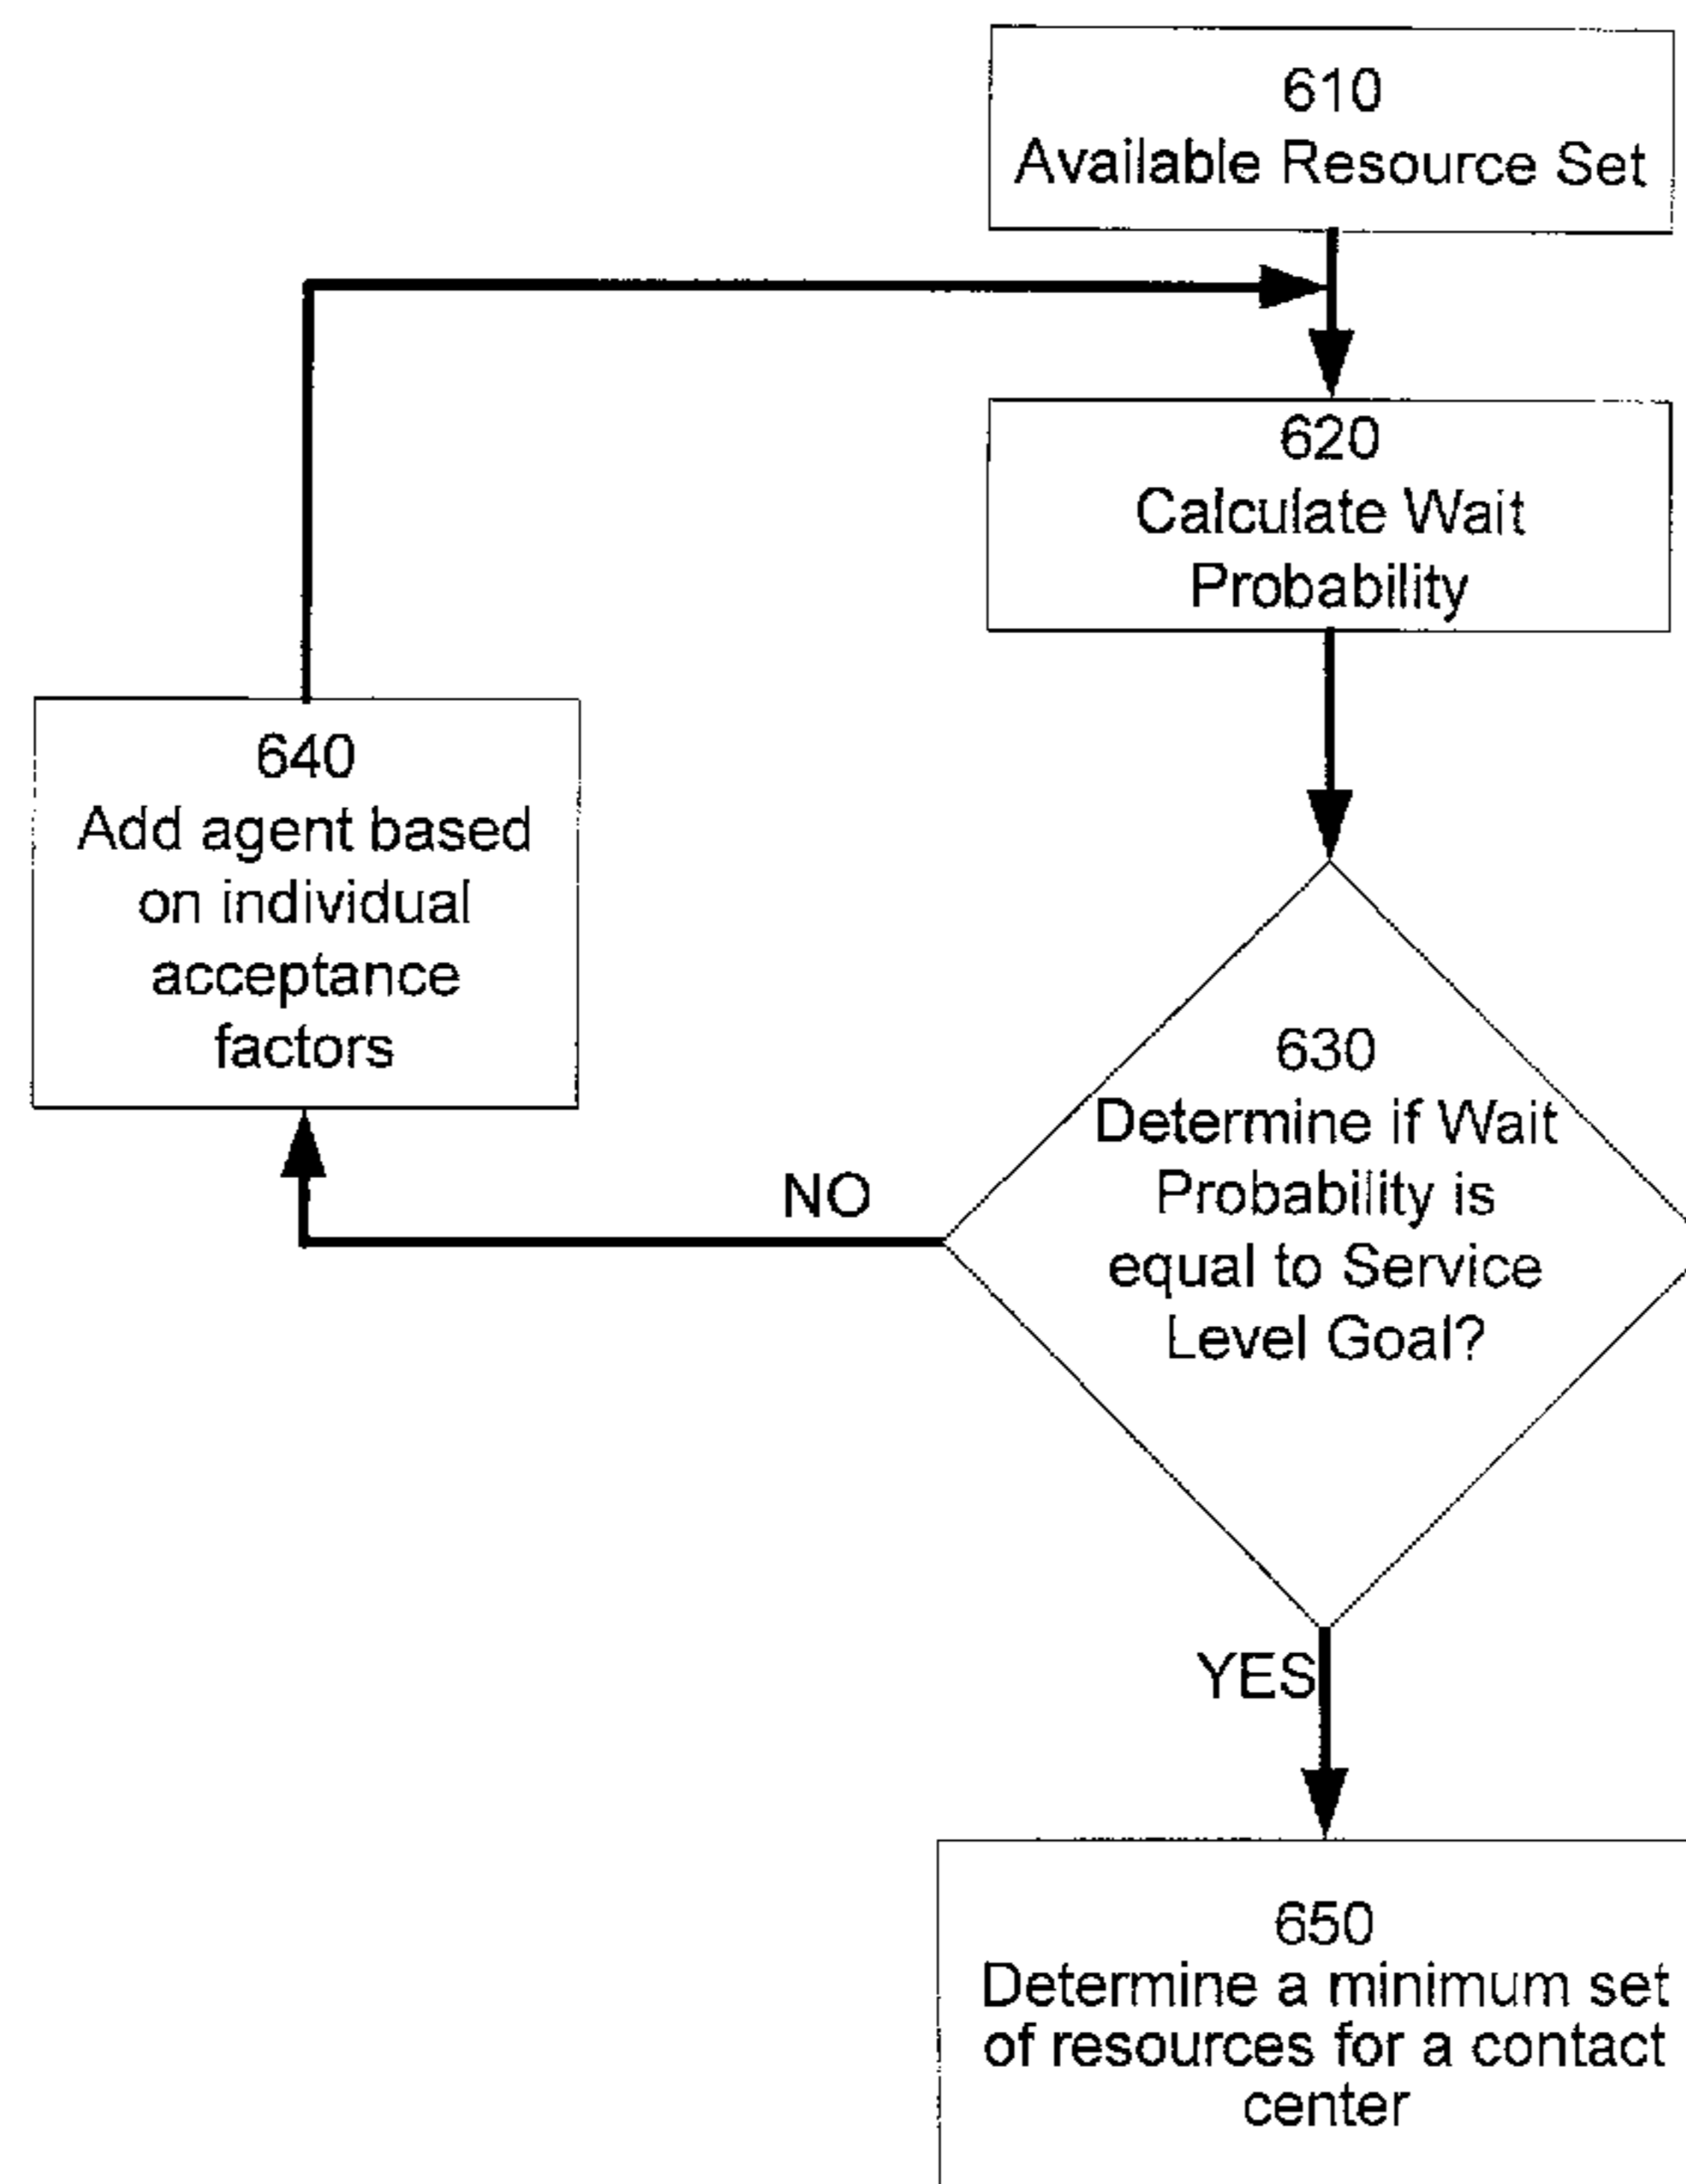 610
Available Resource Set
620
Calculate Wait
Probability
640
Add agent based
on individual
acceptance
factors
630
Determine if Wait
Probability is
equal to Service
Level Goal?
NO
YES
650
Determine a minimum set
of resources for a contact
center